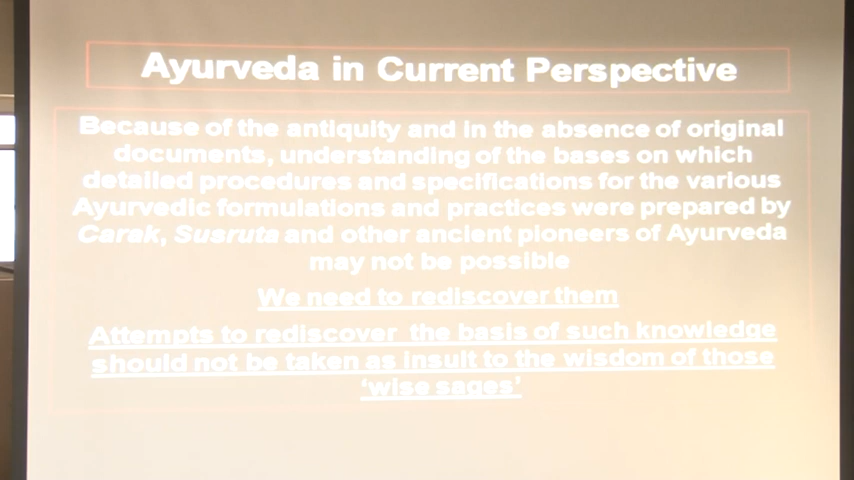 Ayurveda in Current Perspective
Because of the antiquity and in the absence of original
documents, understanding of the bases on which
detailed procedures and specifications for the various
Ayurvedic formulations and practices were prepared by
Carak, Susruta and other ancient pioneers of Ayurveda
may not be possible
We need to rediscover them
Attempts to rediscover the basis of such knowledge
should not be taken as insult to the wisdom of those
‘wise sages’